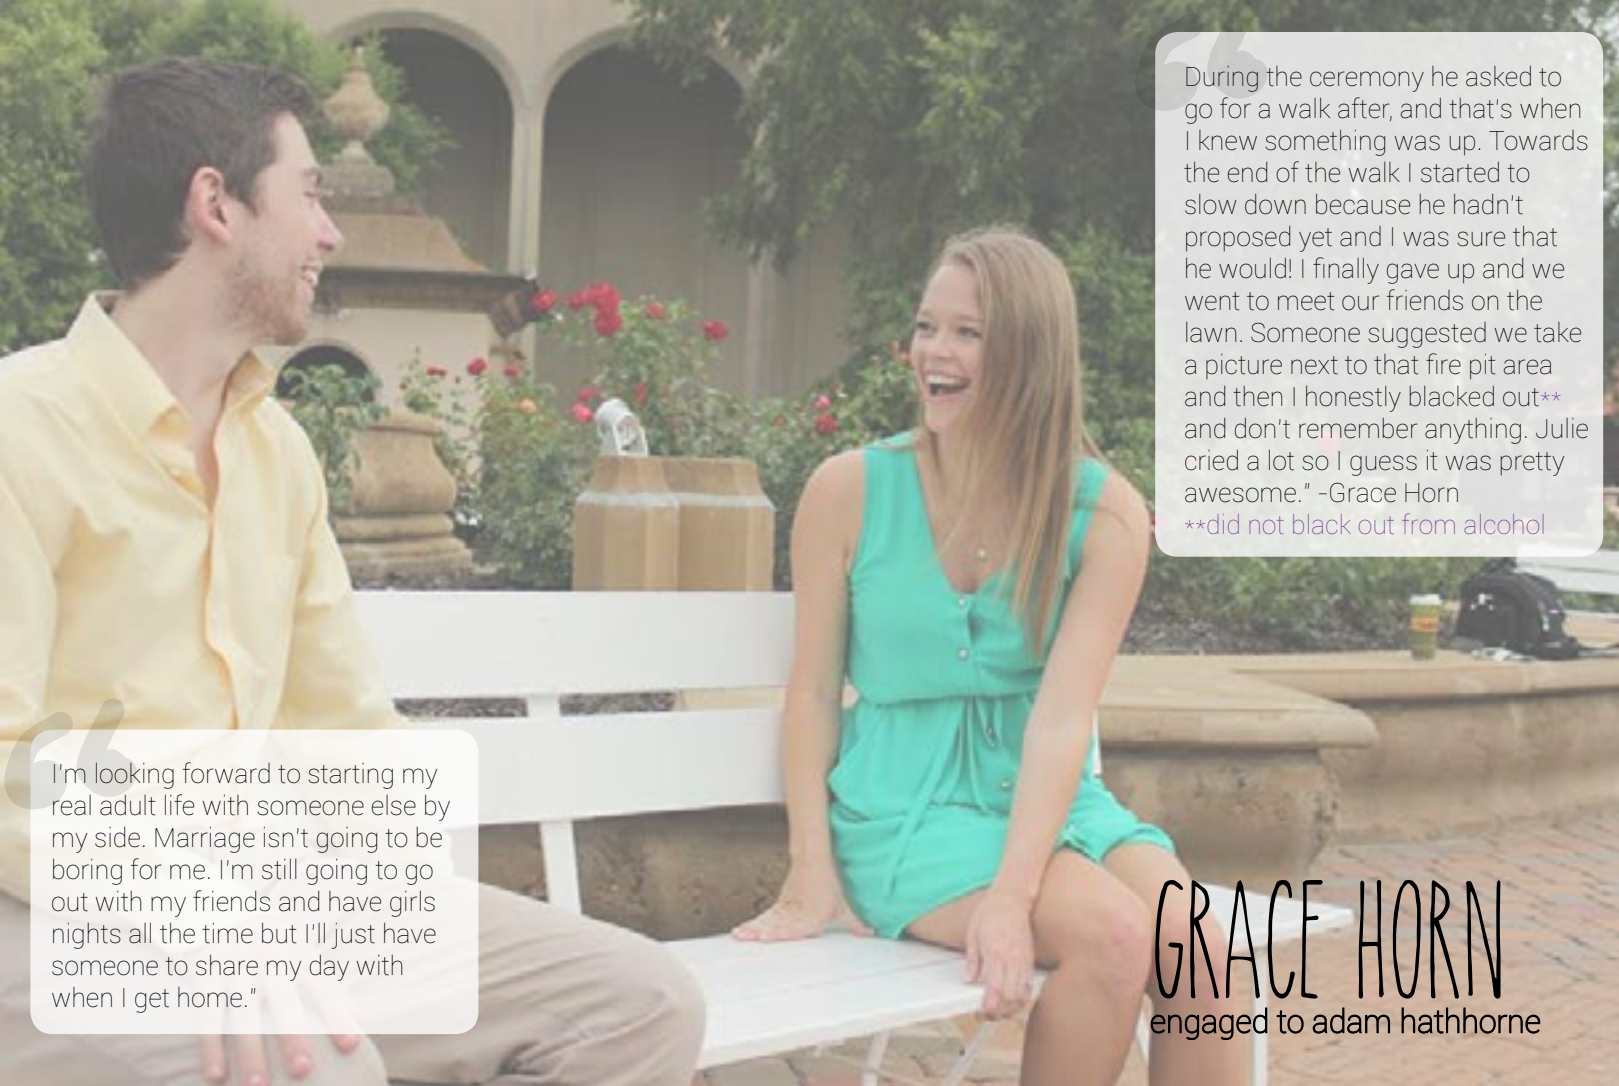 During the ceremony he asked to
go for a walk after, and that's when
I knew something was up. Towards
the end of the walk I started to
slow down because he hadn't
proposed yet and I was sure that
he would! I finally gave up and we
went to meet our friends on the
lawn. Someone suggested we take
a picture next to that fire pit area
and then I honestly blacked out**
and don't remember anything. Julie
cried a lot so I guess it was pretty
awesome." -Grace Horn
**did not black out from alcohol
I'm looking forward to starting my
real adult life with someone else by
my side. Marriage isn't going to be
boring for me. I'm still going to go
out with my friends and have girls
nights all the time but I'll just have
someone to share my day with
when I get home."
GRACE HORN
engaged to adam hathhorne